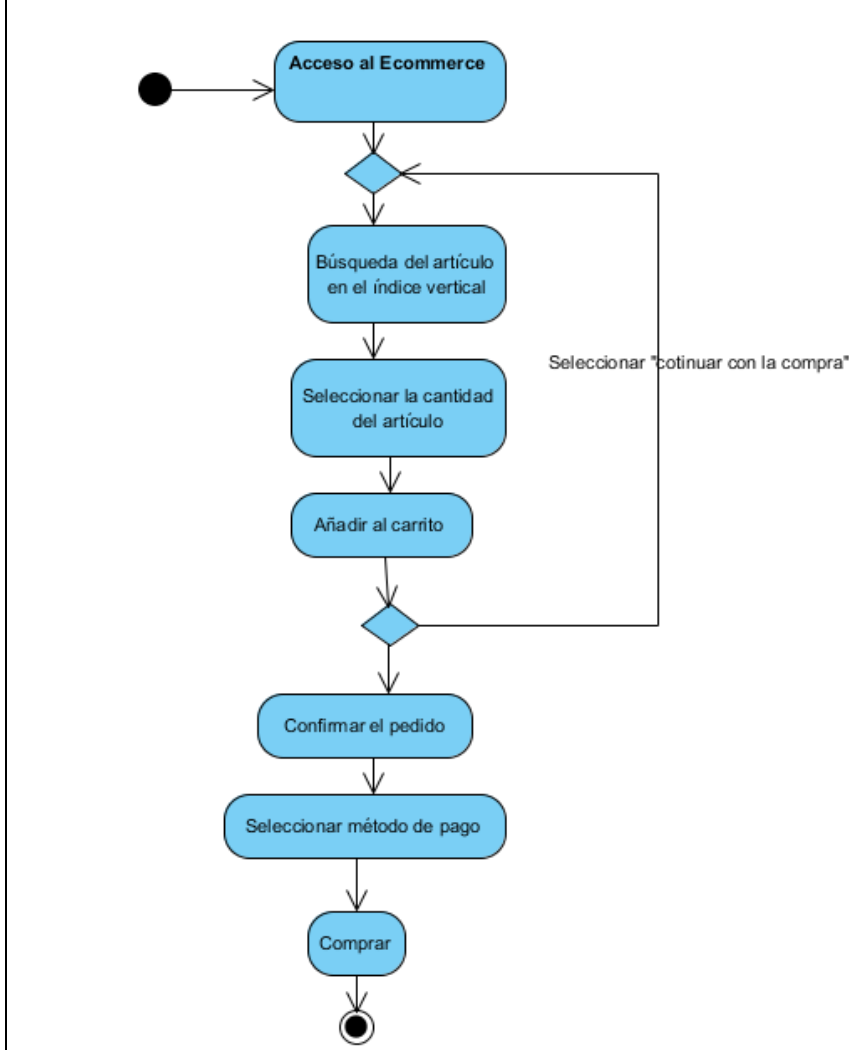 Acceso al Ecommerce
Búsqueda del artículo
en el índice vertical
Seleccionar "cotinuar con la compra"
Seleccionar la cantidad
del artículo
Añadir al carrito
Confirmar el pedido
Seleccionar método de pago
Comprar